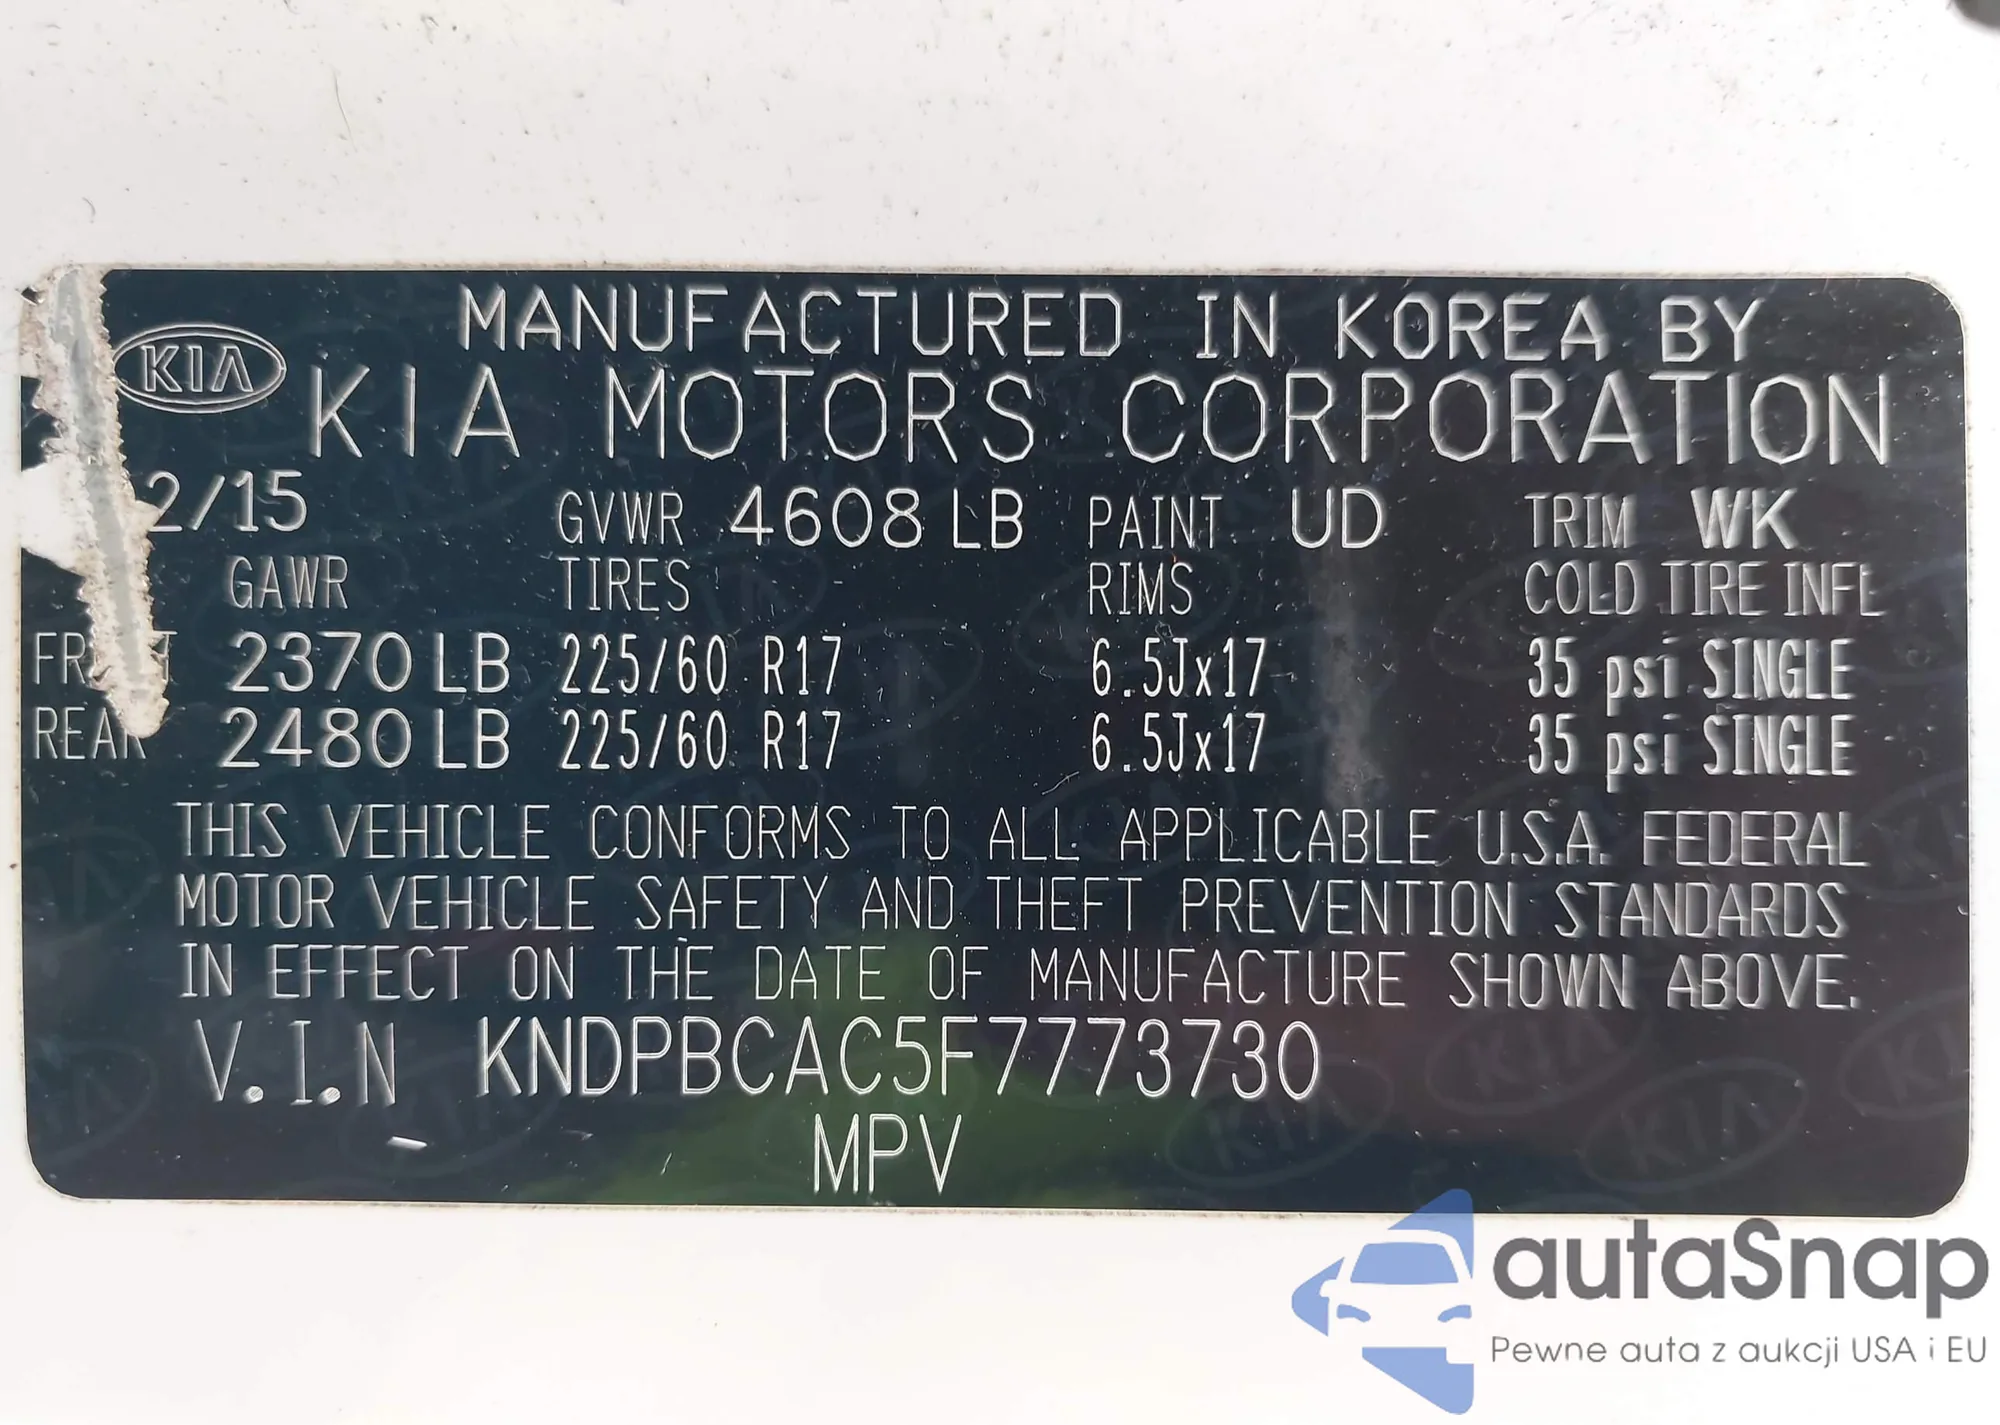 MANUFACTURED IN KOREA BY
KIA KIA MOTORS CORPORATION
2/15 GVWR 4608 LB PAINT UD TRIM WK
GAWR TIRES RIMS COLD TIRE INFL
2370 LB 225/60 R17 6.5Jx17 35 psi SINGLE
REAR 2480 LB 225/60 R17 6.5Jx17 35 psi SINGLE
THIS VEHICLE CONFORMS TO ALL APPLICABLE U.S.A. FEDERAL
MOTOR VEHICLE SAFETY AND THEFT PREVENTION STANDARDS
IN EFFECT ON THE DATE OF MANUFACTURE SHOWN ABOVE.
V.I.N KNDPBCAC5F7773730
MPV
autaSnap
Pewne auta z aukcji USA i EU